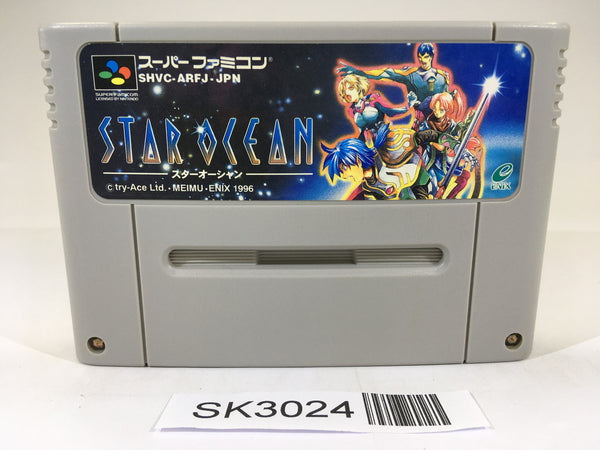 スーパーファミコン®
SHVC-ARFJ-JPN
SUPER FAMICOM
LICENSED BY NINTENDO
STAR OCEAN
スターオーシャン
© try-Ace Ltd. • MEIMU • ENIX 1996
ENIX
SK3024